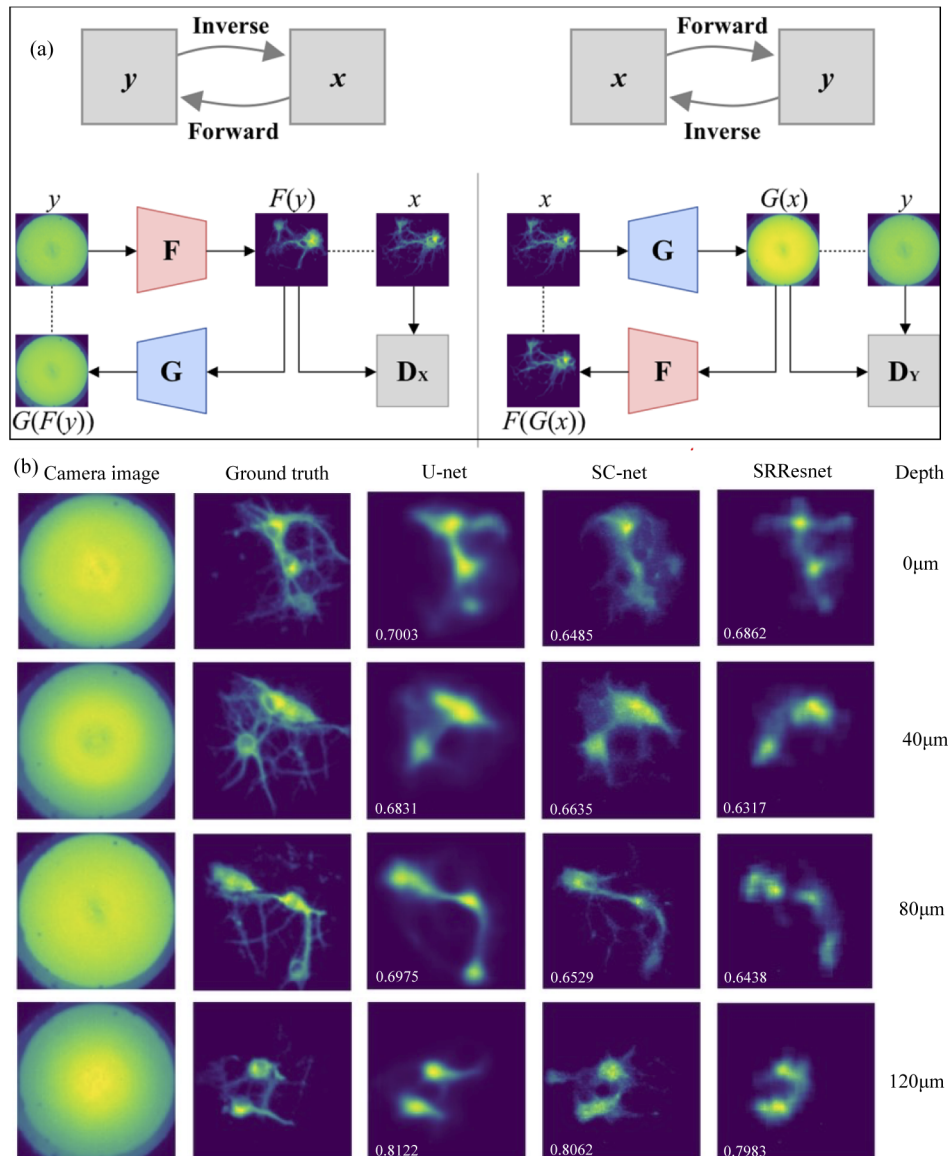 (a)
Inverse
y
x
Forward
Forward
x
y
Inverse
y
F(y)
x
F
G(F(y))
G
Dx
x
G(x)
y
G
F(G(x))
F
DY
(b) Camera image Ground truth U-net SC-net SRResnet Depth
0.7003 0.6485 0.6862 0μm
0.6831 0.6635 0.6317 40μm
0.6975 0.6529 0.6438 80μm
0.8122 0.8062 0.7983 120μm